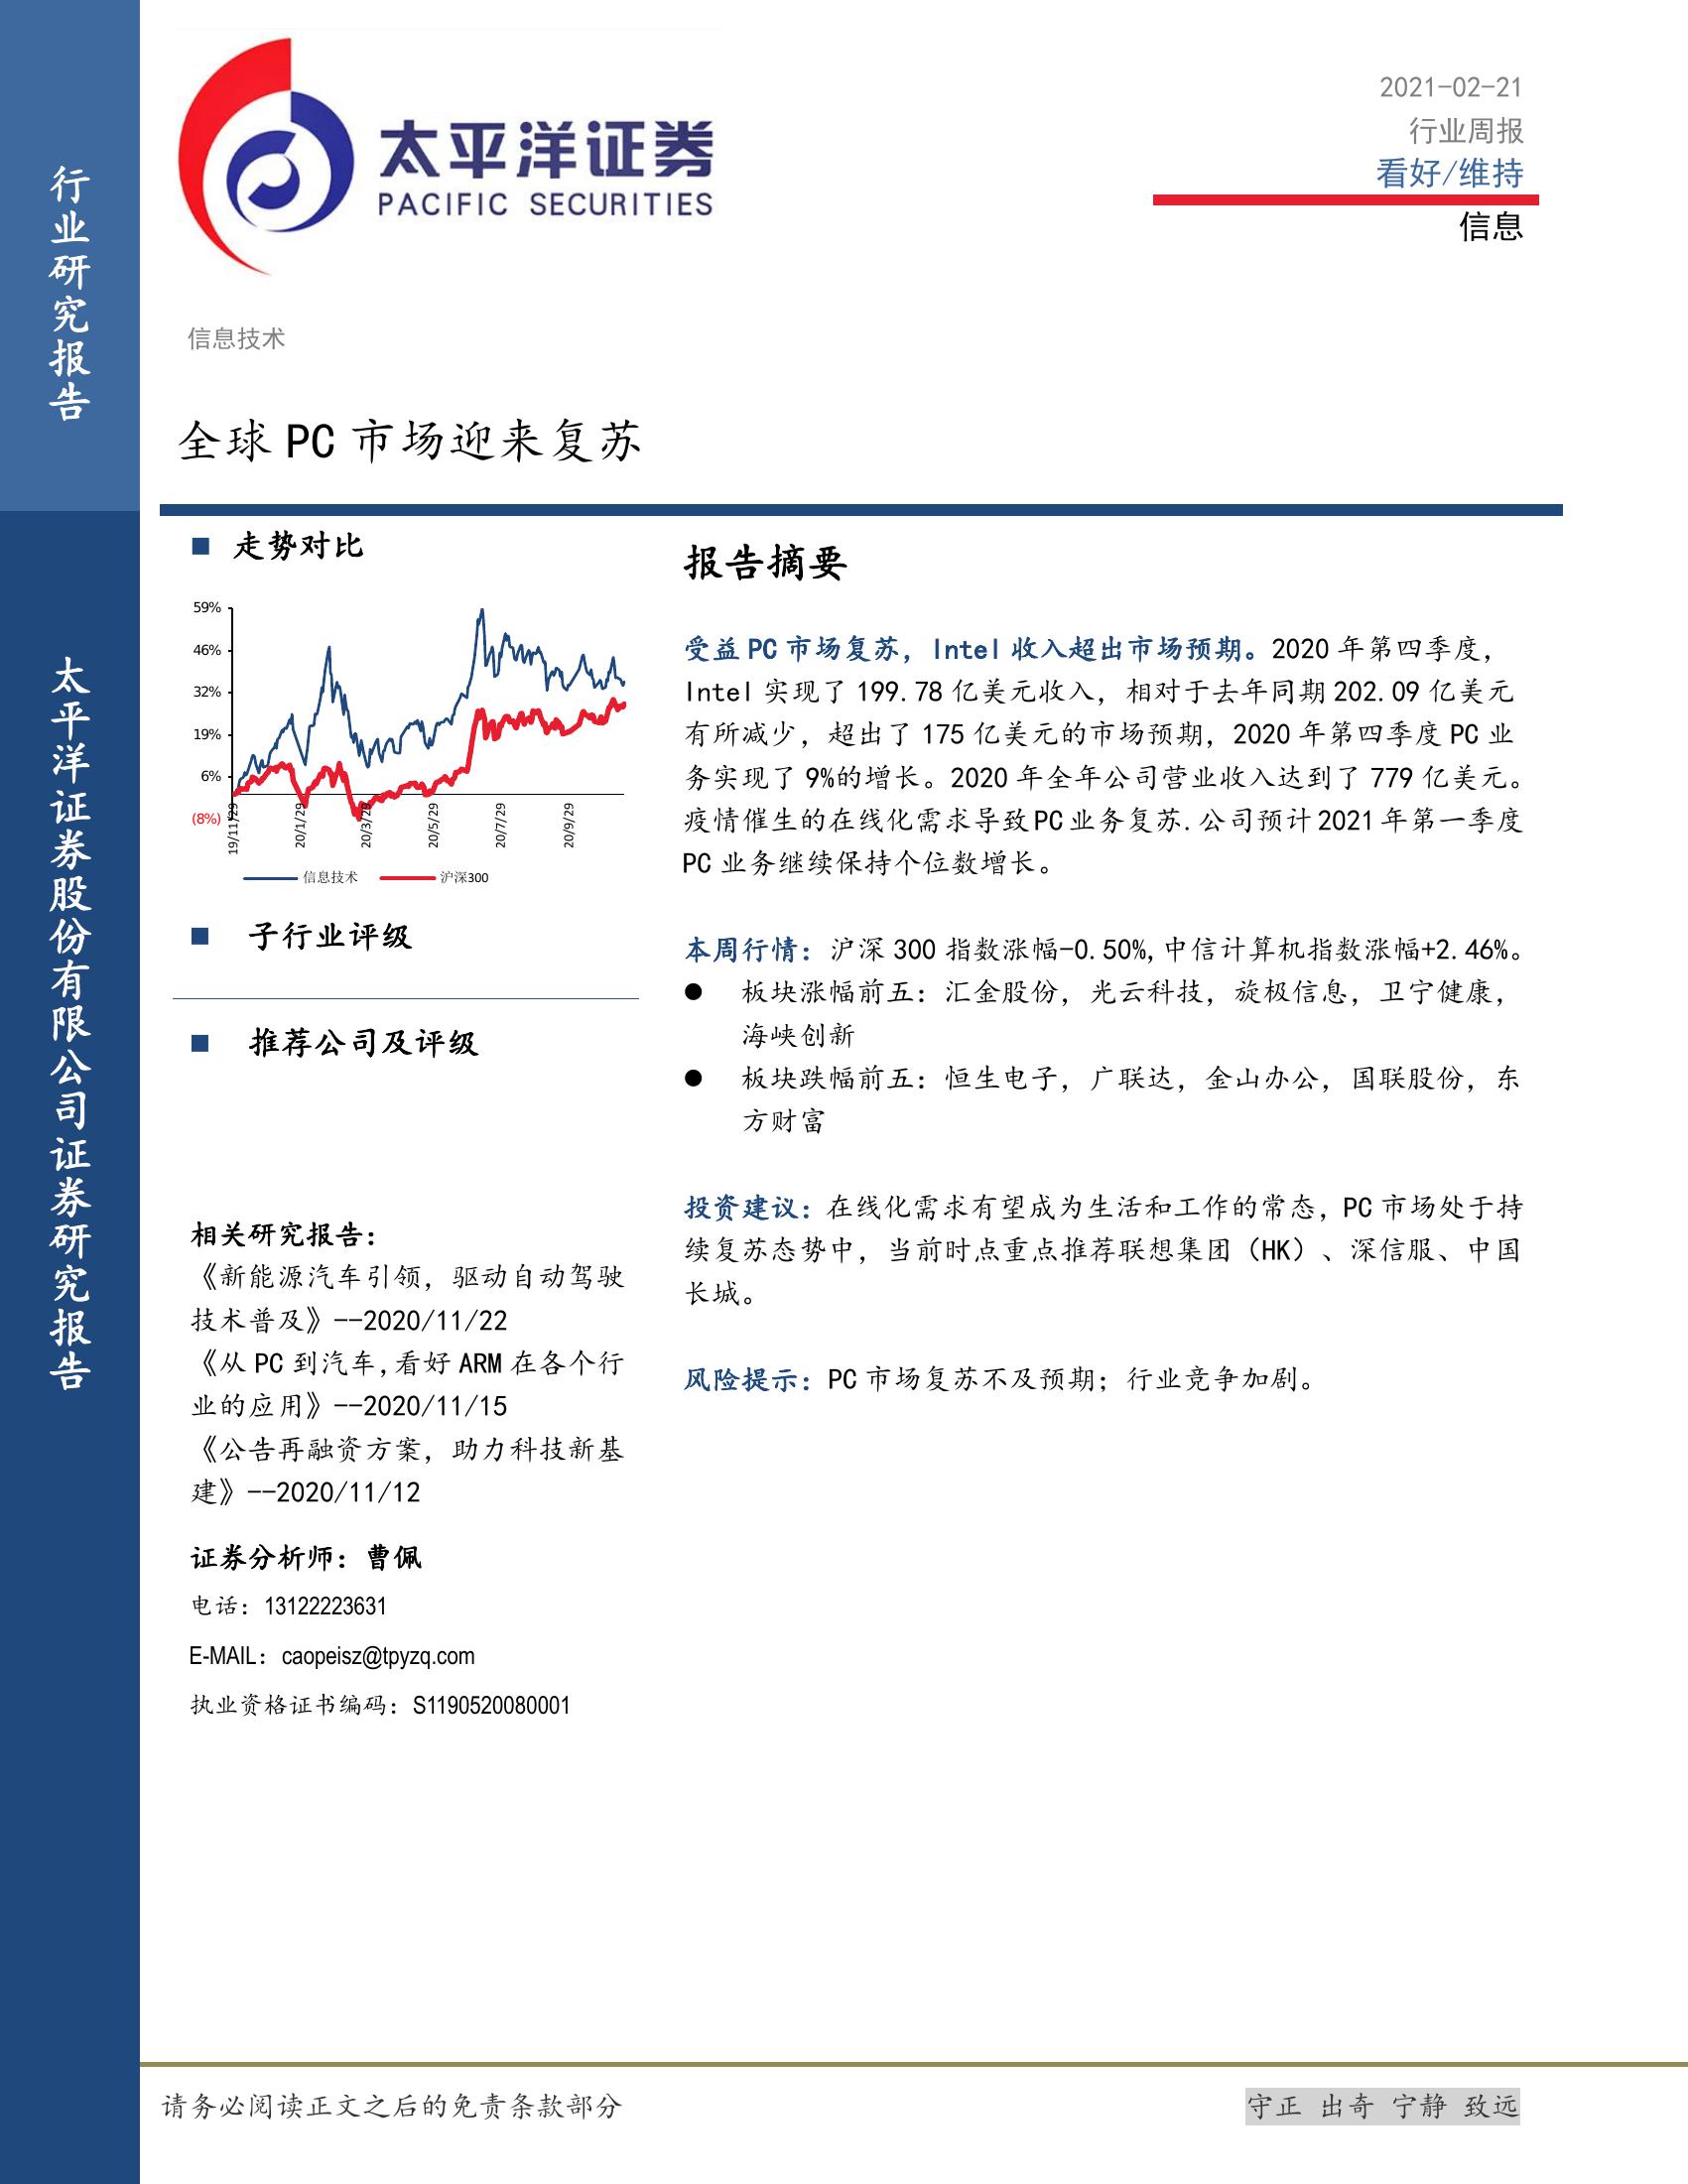 行业研究报告
太平洋证券股份有限公司证券研究报告
太平洋证券
PACIFIC SECURITIES
2021-02-21
行业周报
看好/维持
信息
信息技术
全球 PC 市场迎来复苏
■ 走势对比
59%
46%
32%
19%
6%
(8%)
19/11/29
20/1/29
20/3/29
20/5/29
20/7/29
20/9/29
信息技术 沪深300
■ 子行业评级
■ 推荐公司及评级
相关研究报告：
《新能源汽车引领，驱动自动驾驶
技术普及》--2020/11/22
《从 PC 到汽车,看好 ARM 在各个行
业的应用》--2020/11/15
《公告再融资方案，助力科技新基
建》--2020/11/12
证券分析师：曹佩
电话：13122223631
E-MAIL：caopeisz@tpyzq.com
执业资格证书编码：S1190520080001
报告摘要
受益 PC 市场复苏，Intel 收入超出市场预期。2020 年第四季度，
Intel 实现了 199.78 亿美元收入，相对于去年同期 202.09 亿美元
有所减少，超出了 175 亿美元的市场预期，2020 年第四季度 PC 业
务实现了 9%的增长。2020 年全年公司营业收入达到了 779 亿美元。
疫情催生的在线化需求导致 PC 业务复苏.公司预计 2021 年第一季度
PC 业务继续保持个位数增长。
本周行情：沪深 300 指数涨幅-0.50%,中信计算机指数涨幅+2.46%。
● 板块涨幅前五：汇金股份，光云科技，旋极信息，卫宁健康，
海峡创新
● 板块跌幅前五：恒生电子，广联达，金山办公，国联股份，东
方财富
投资建议：在线化需求有望成为生活和工作的常态，PC 市场处于持
续复苏态势中，当前时点重点推荐联想集团（HK）、深信服、中国
长城。
风险提示：PC 市场复苏不及预期；行业竞争加剧。
请务必阅读正文之后的免责条款部分
守正 出奇 宁静 致远